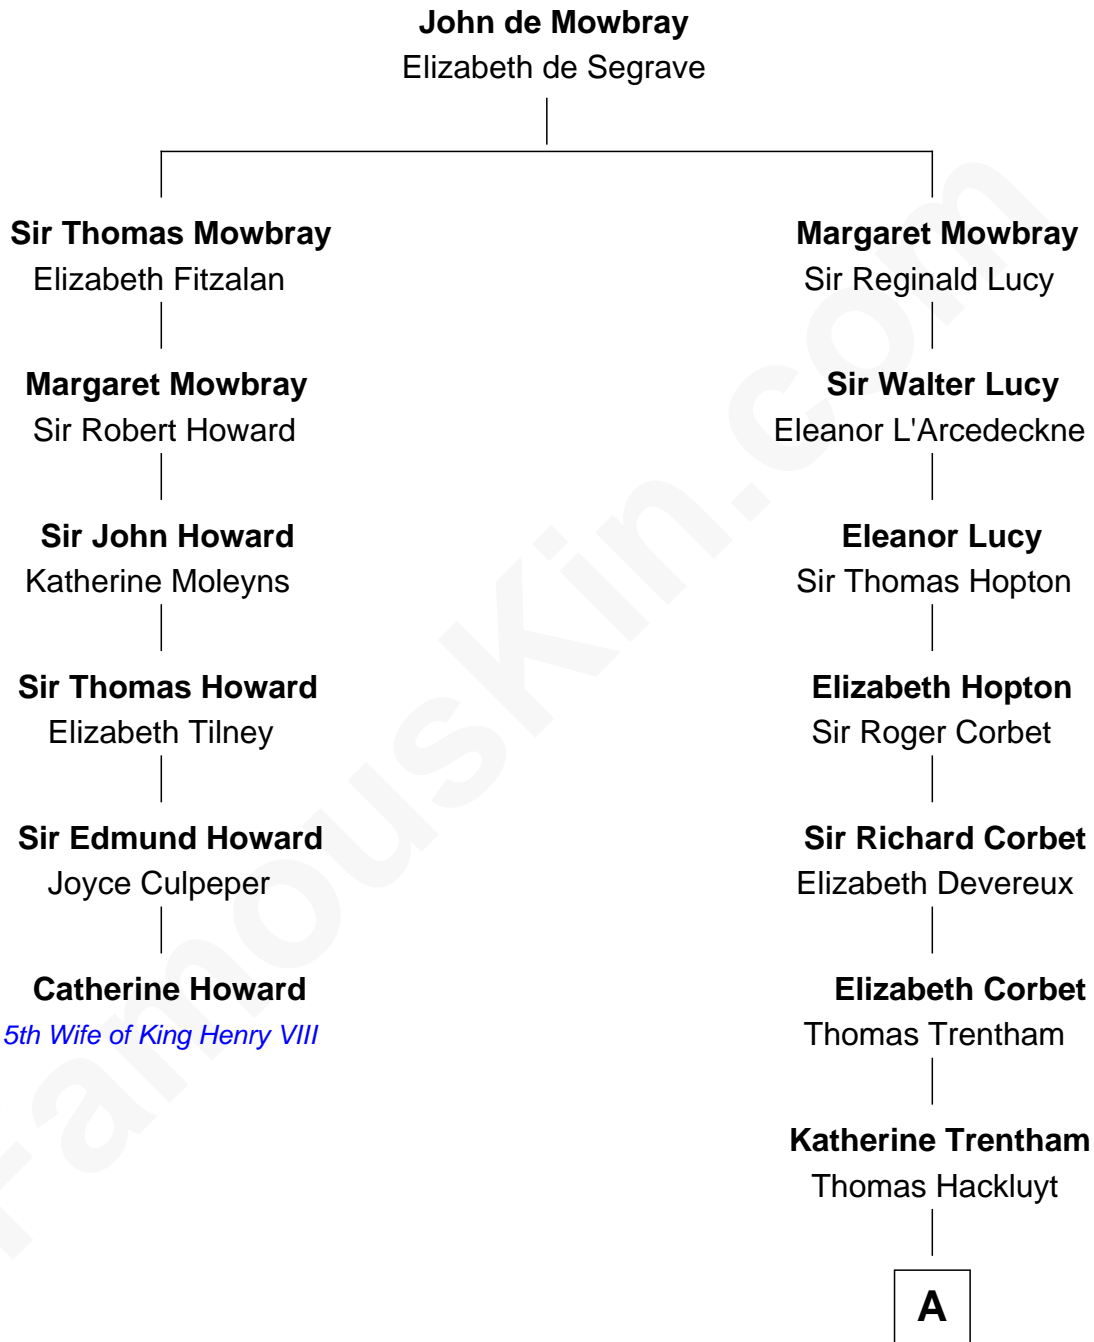 John de Mowbray
Elizabeth de Segrave
Sir Thomas Mowbray
Elizabeth Fitzalan
Margaret Mowbray
Sir Robert Howard
Sir John Howard
Katherine Moleyns
Sir Thomas Howard
Elizabeth Tilney
Sir Edmund Howard
Joyce Culpeper
Catherine Howard
5th Wife of King Henry VIII
Margaret Mowbray
Sir Reginald Lucy
Sir Walter Lucy
Eleanor L'Arcedeckne
Eleanor Lucy
Sir Thomas Hopton
Elizabeth Hopton
Sir Roger Corbet
Sir Richard Corbet
Elizabeth Devereux
Elizabeth Corbet
Thomas Trentham
Katherine Trentham
Thomas Hackluyt
A
FamousKin.com